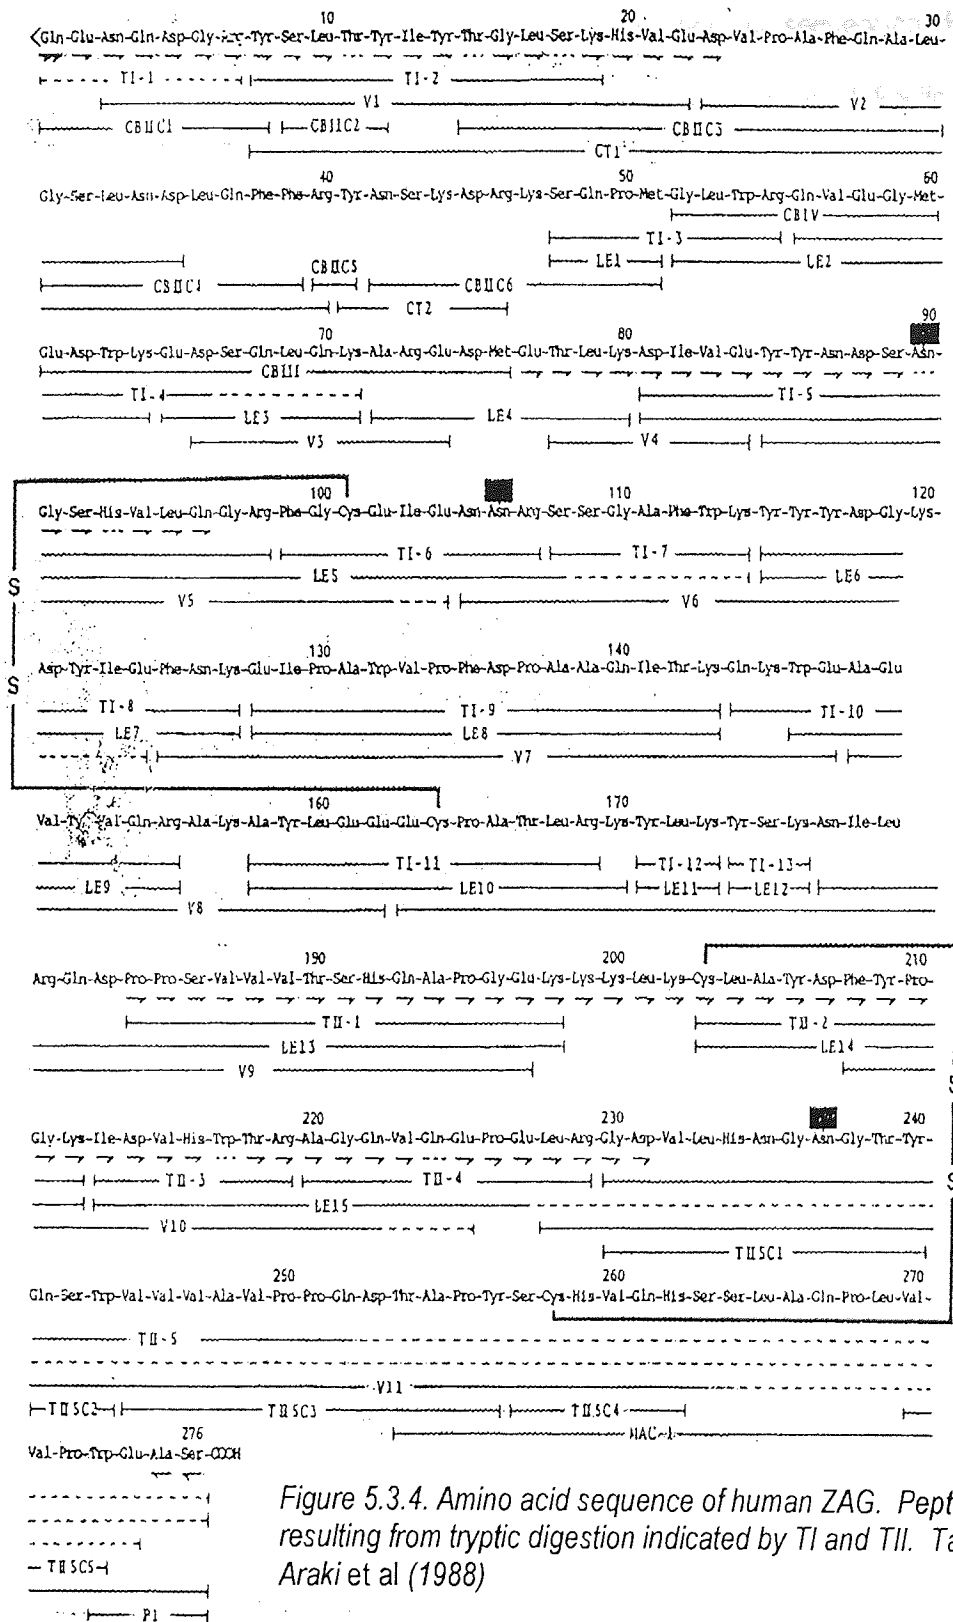 10 20 30
<Gln-Glu-Asn-Gln-Asp-Gly- -Tyr-Ser-Leu-Thr-Tyr-Ile-Tyr-Thr-Gly-Leu-Ser-Lys-His-Val-Glu-Asp-Val-Pro-Ala-Phe-Gln-Ala-Leu-
TI-1 TI-2
V1 V2
CBIIC1 CBIIC2 CBIIC3
CT1
40 50 60
Gly-Ser-Leu-Asn-Asp-Leu-Gln-Phe-Phe-Arg-Tyr-Asn-Ser-Lys-Asp-Arg-Lys-Ser-Gln-Pro-Met-Gly-Leu-Trp-Arg-Gln-Val-Glu-Gly-Met-
CBIV
TI-3
CBIIC5 LE1 LE2
CBIIC4 CBIIC6
CT2
70 80 90
Glu-Asp-Trp-Lys-Glu-Asp-Ser-Gln-Leu-Gln-Lys-Ala-Arg-Glu-Asp-Met-Glu-Thr-Leu-Lys-Asp-Ile-Val-Glu-Tyr-Tyr-Asn-Asp-Ser-Asn-
CBIII
TI-4 TI-5
LE3 LE4
V3 V4
100 110 120
Gly-Ser-His-Val-Leu-Gln-Gly-Arg-Phe-Gly-Cys-Glu-Ile-Glu-Asn-Asn-Arg-Ser-Ser-Gly-Ala-Phe-Trp-Lys-Tyr-Tyr-Tyr-Asp-Gly-Lys-
TI-6 TI-7
S LE5 LE6
V5 V6
130 140
Asp-Tyr-Ile-Glu-Phe-Asn-Lys-Glu-Ile-Pro-Ala-Trp-Val-Pro-Phe-Asp-Pro-Ala-Ala-Gln-Ile-Thr-Lys-Gln-Lys-Trp-Glu-Ala-Glu
S
TI-8 TI-9 TI-10
LE7 LE8
V7
160 170
Val-Tyr-Val-Gln-Arg-Ala-Lys-Ala-Tyr-Leu-Glu-Glu-Glu-Cys-Pro-Ala-Thr-Leu-Arg-Lys-Tyr-Leu-Lys-Tyr-Ser-Lys-Asn-Ile-Leu
TI-11 TI-12 TI-13
LE9 LE10 LE11 LE12
V8
190 200 210
Arg-Gln-Asp-Pro-Pro-Ser-Val-Val-Val-Thr-Ser-His-Gln-Ala-Pro-Gly-Glu-Lys-Lys-Lys-Leu-Lys-Cys-Leu-Ala-Tyr-Asp-Phe-Tyr-Pro-
TII-1 TII-2
LE13 LE14
V9
S
220 230 240
Gly-Lys-Ile-Asp-Val-His-Trp-Thr-Arg-Ala-Gly-Gln-Val-Gln-Glu-Pro-Glu-Leu-Arg-Gly-Asp-Val-Leu-His-Asn-Gly-Asn-Gly-Thr-Tyr-
TII-3 TII-4 S
LE15
V10
TIISC1
250 260 270
Gln-Ser-Trp-Val-Val-Val-Ala-Val-Pro-Pro-Gln-Asp-Thr-Ala-Pro-Tyr-Ser-Cys-His-Val-Gln-His-Ser-Ser-Leu-Ala-Gln-Pro-Leu-Val-
TII-5
V11
TIISC2 TIISC3 TIISC4
NAC-1
276
Val-Pro-Trp-Glu-Ala-Ser-COOH
TIISC5
P1
Figure 5.3.4. Amino acid sequence of human ZAG. Pept
resulting from tryptic digestion indicated by TI and TII. Ta
Araki et al (1988)